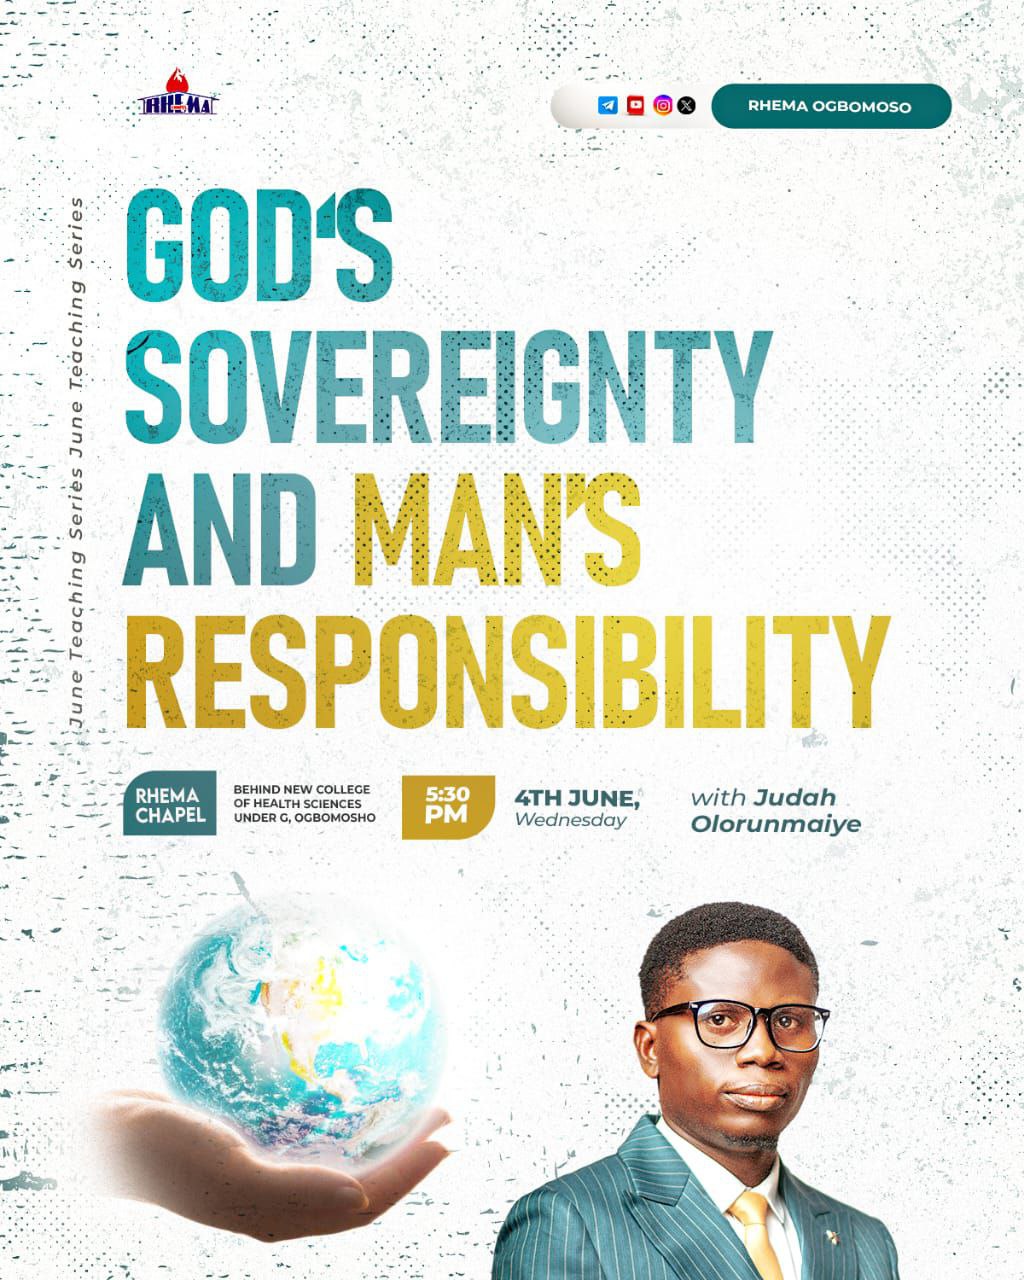 RHEMA
RHEMA OGBOMOSO
June Teaching Series June Teaching Series
GOD'S
SOVEREIGNTY
AND MAN'S
RESPONSIBILITY
RHEMA
CHAPEL
BEHIND NEW COLLEGE
OF HEALTH SCIENCES
UNDER G, OGBOMOSHO
5:30
PM
4TH JUNE,
Wednesday
with Judah
Olorunmaiye